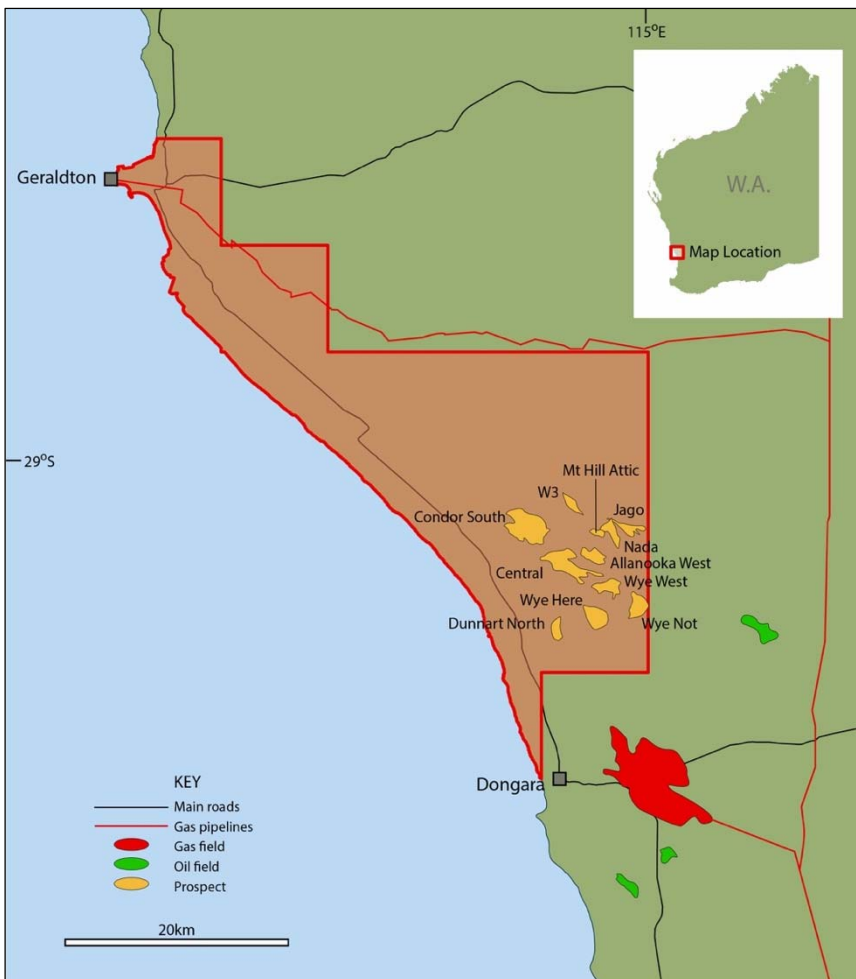 115°E
Geraldton
W.A.
Map Location
29°S
Mt Hill Attic
W3
Jago
Condor South
Nada
Allanooka West
Central
Wye West
Wye Here
Dunnart North
Wye Not
Dongara
KEY
Main roads
Gas pipelines
Gas field
Oil field
Prospect
20km